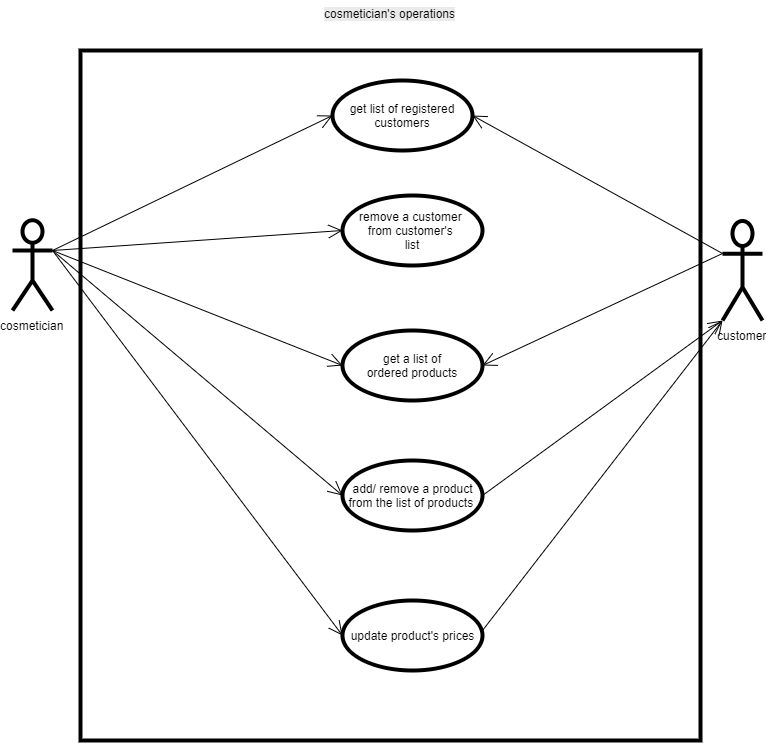 cosmetician's operations
get list of registered
customers
remove a customer
from customer's
list
cosmetician
customer
get a list of
ordered products
add/ remove a product
from the list of products
update product's prices